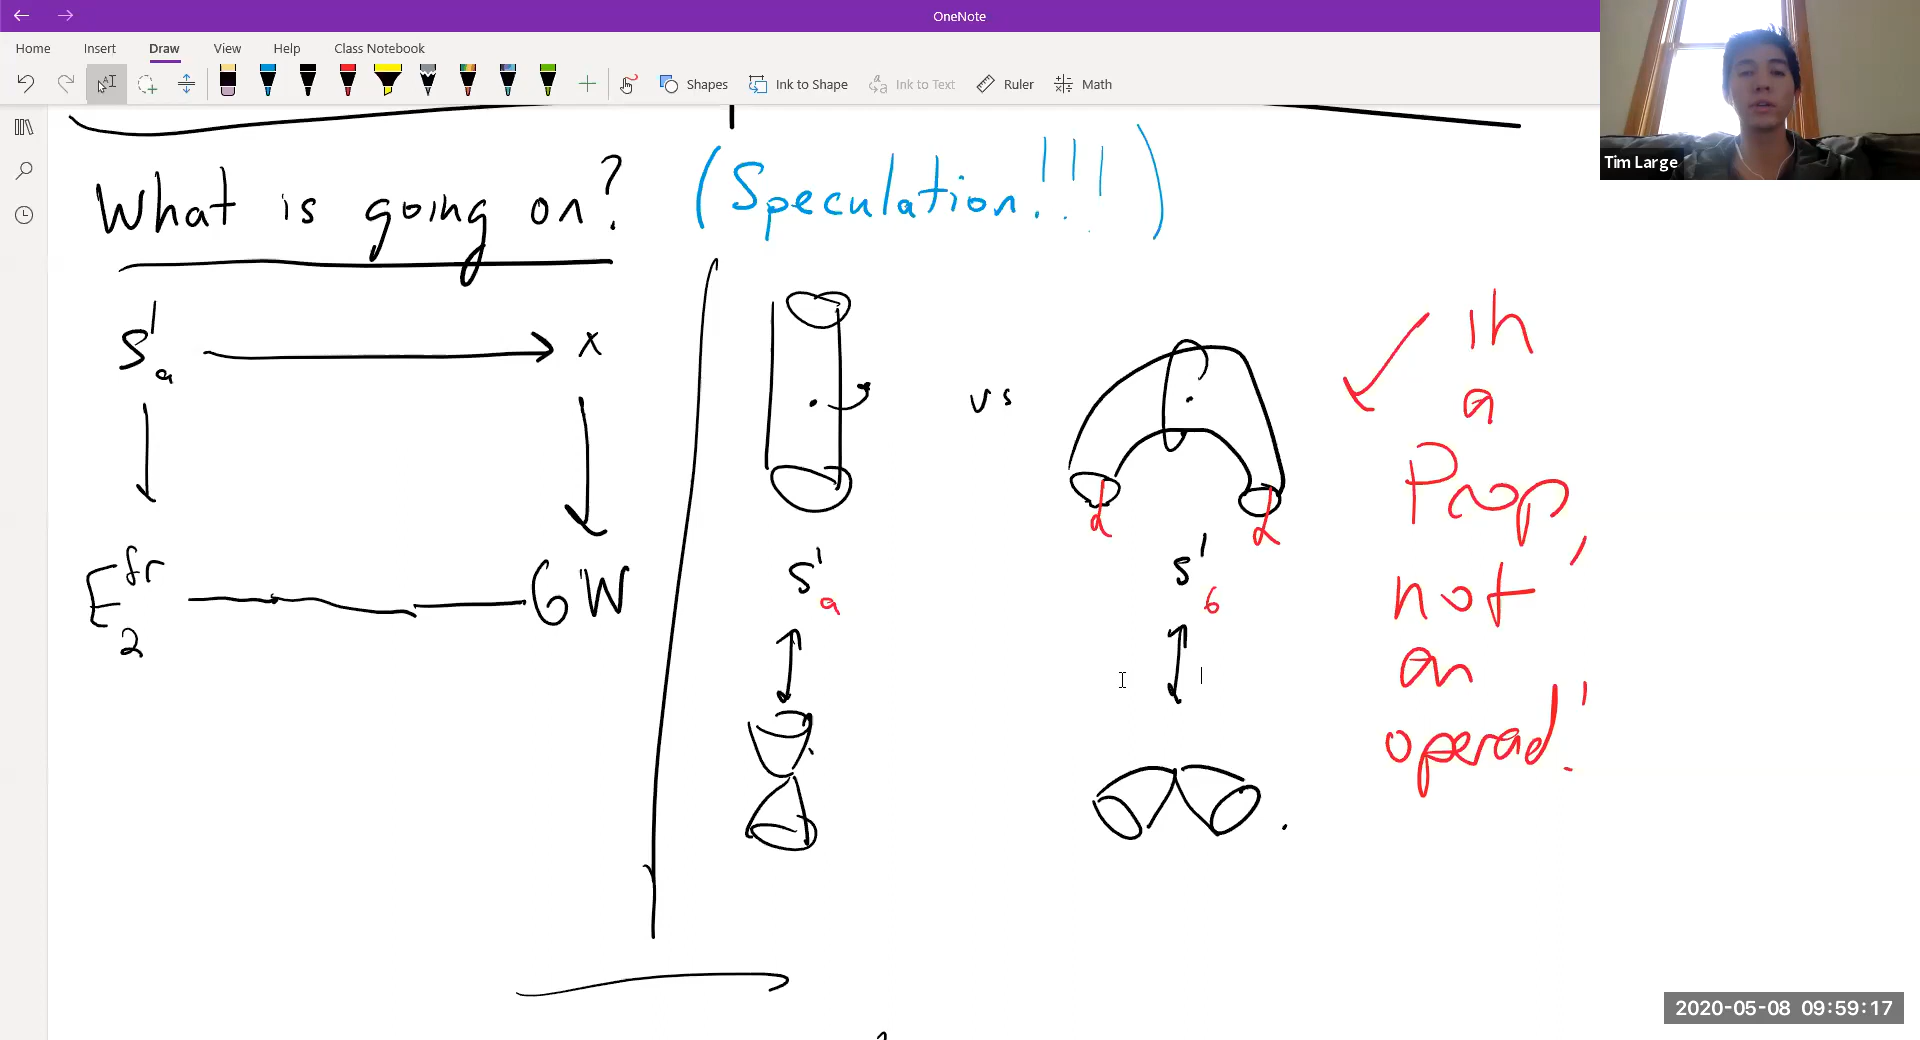 OneNote
Home Insert Draw View Help Class Notebook
Shapes Ink to Shape Ink to Text Ruler Math
Tim Large
What is going on? (Speculation!!!)
S¹ₐ → x
E₂ᶠʳ GW
vs
d d
S¹ₐ
S¹₆
in
a
Prop,
not
an
operad!
2020-05-08 09:59:17